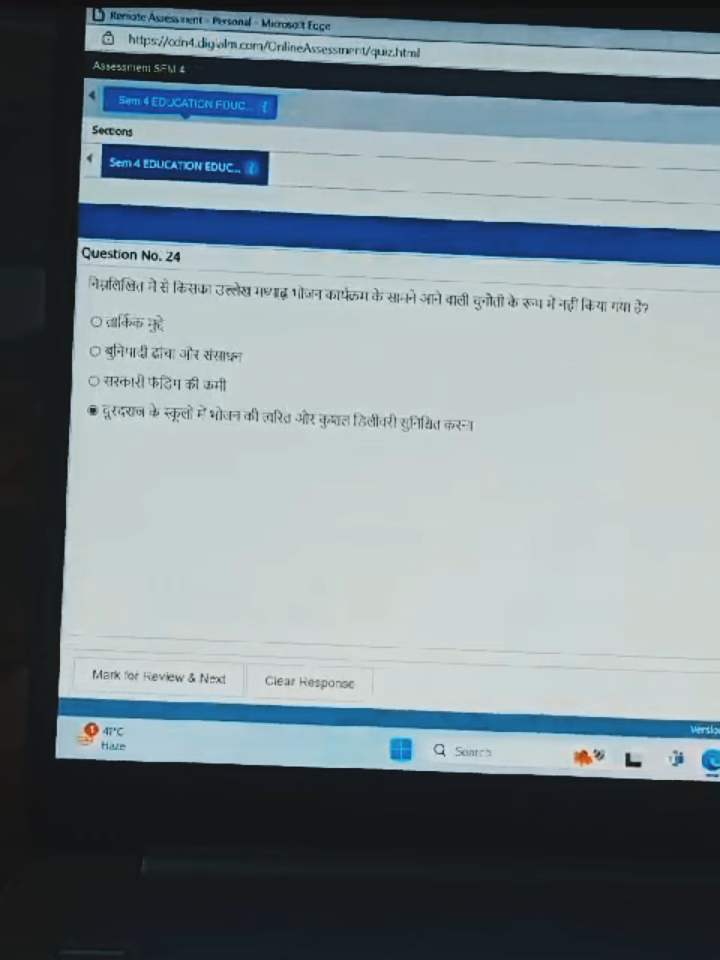 Remote Assessment - Personal - Microsoft Edge
https://cdn4.digialm.com/OnlineAssessment/quiz.html
Assessment SEM 4
Sem 4 EDUCATION EDUC...
Sections
Sem 4 EDUCATION EDUC...
Question No. 24
निम्नलिखित में से किसका उल्लेख मध्याह्न भोजन कार्यक्रम के सामने आने वाली चुनौती के रूप में नहीं किया गया है?
तार्किक मुद्दे
बुनियादी ढांचा और संसाधन
सरकारी फंडिंग की कमी
दूरदराज के स्कूलों में भोजन की त्वरित और कुशल डिलीवरी सुनिश्चित करना
Mark for Review & Next
Clear Response
Versio
1
41°C
Haze
Search